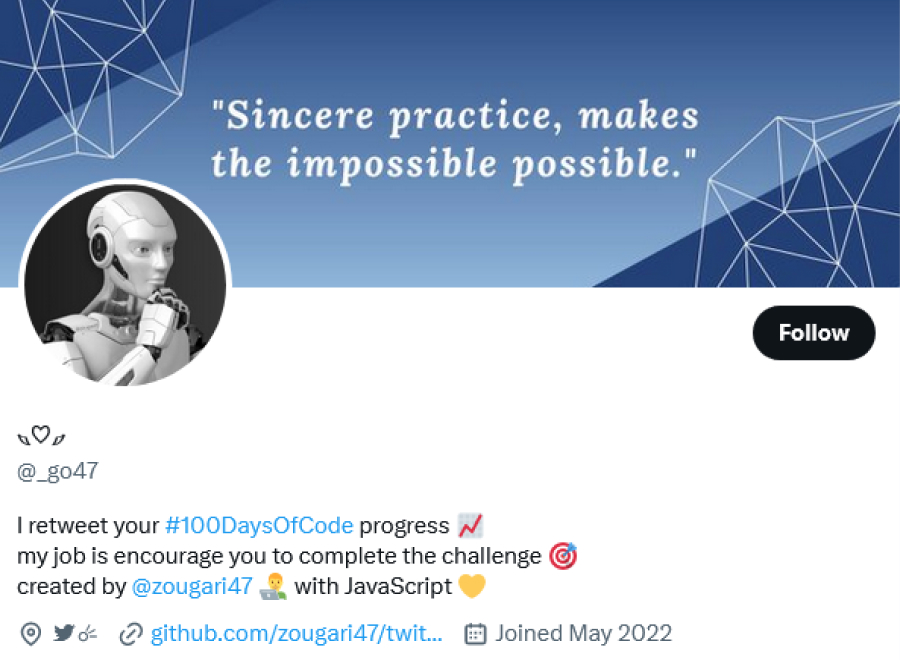 "Sincere practice, makes
the impossible possible."
Follow
@_go47
I retweet your #100DaysOfCode progress 📈
my job is encourage you to complete the challenge 🎯
created by @zougari47 🧑‍💻 with JavaScript 💛
github.com/zougari47/twit... Joined May 2022